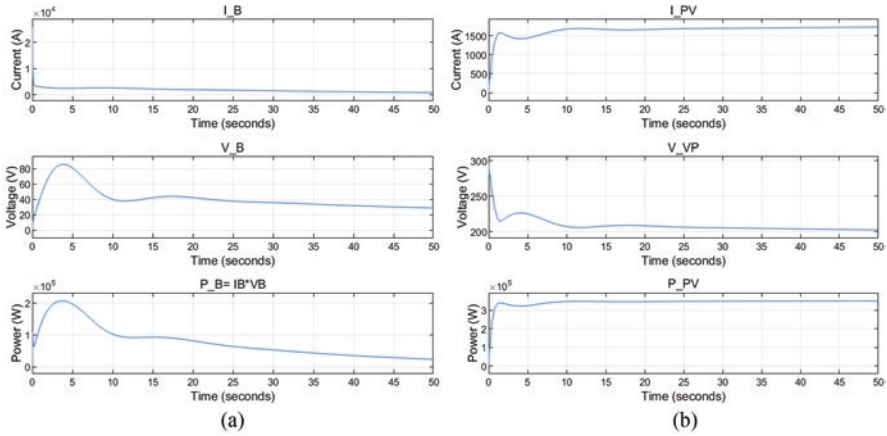 I_B
×10⁴
2
1
0
Current (A)
0 5 10 15 20 25 30 35 40 45 50
Time (seconds)
V_B
80
60
40
20
0
Voltage (V)
0 5 10 15 20 25 30 35 40 45 50
Time (seconds)
P_B= IB*VB
×10⁵
2
1
0
Power (W)
0 5 10 15 20 25 30 35 40 45 50
Time (seconds)
(a)
I_PV
1500
1000
500
0
Current (A)
0 5 10 15 20 25 30 35 40 45 50
Time (seconds)
V_VP
300
250
200
Voltage (V)
0 5 10 15 20 25 30 35 40 45 50
Time (seconds)
P_PV
×10⁵
3
2
1
0
Power (W)
0 5 10 15 20 25 30 35 40 45 50
Time (seconds)
(b)